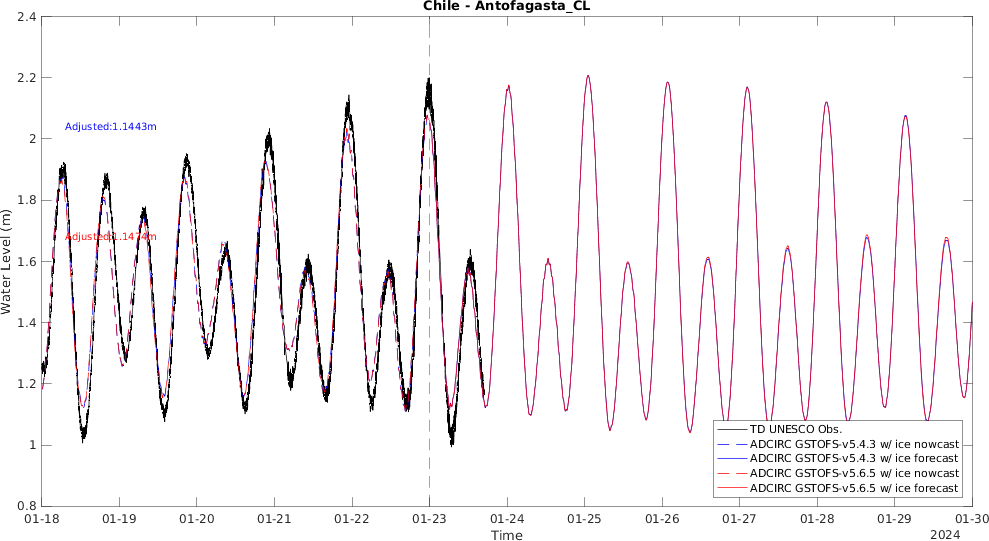 Chile - Antofagasta_CL
2.4
2.2
2
1.8
1.6
1.4
1.2
1
0.8
Water Level (m)
Adjusted:1.1443m
Adjusted:1.1474m
TD UNESCO Obs.
ADCIRC GSTOFS-v5.4.3 w/ ice nowcast
ADCIRC GSTOFS-v5.4.3 w/ ice forecast
ADCIRC GSTOFS-v5.6.5 w/ ice nowcast
ADCIRC GSTOFS-v5.6.5 w/ ice forecast
01-18 01-19 01-20 01-21 01-22 01-23 01-24 01-25 01-26 01-27 01-28 01-29 01-30
Time
2024